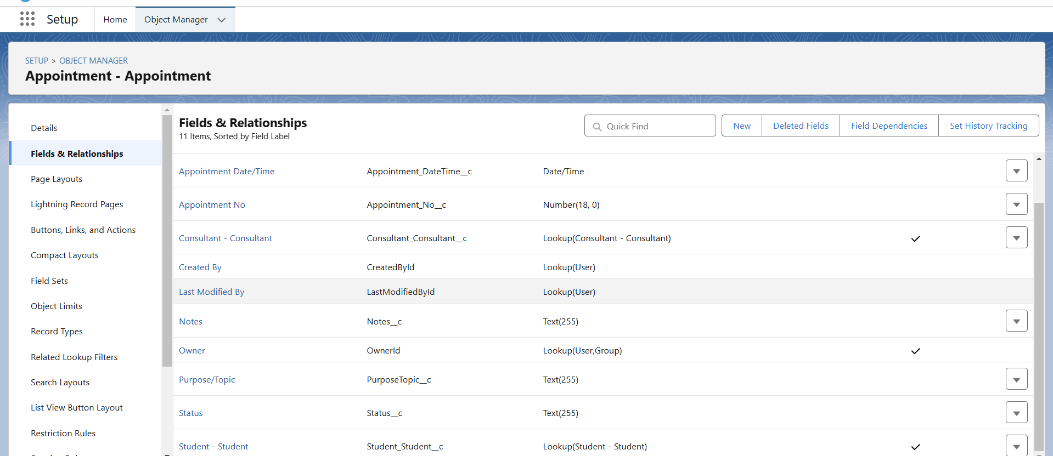 Setup Home Object Manager
SETUP > OBJECT MANAGER
Appointment - Appointment
Details
Fields & Relationships
Page Layouts
Lightning Record Pages
Buttons, Links, and Actions
Compact Layouts
Field Sets
Object Limits
Record Types
Related Lookup Filters
Search Layouts
List View Button Layout
Restriction Rules
Fields & Relationships
11 Items, Sorted by Field Label
Quick Find New Deleted Fields Field Dependencies Set History Tracking
Appointment Date/Time Appointment_DateTime__c Date/Time
Appointment No Appointment_No__c Number(18, 0)
Consultant - Consultant Consultant_Consultant__c Lookup(Consultant - Consultant)
Created By CreatedById Lookup(User)
Last Modified By LastModifiedById Lookup(User)
Notes Notes__c Text(255)
Owner OwnerId Lookup(User,Group)
Purpose/Topic PurposeTopic__c Text(255)
Status Status__c Text(255)
Student - Student Student_Student__c Lookup(Student - Student)